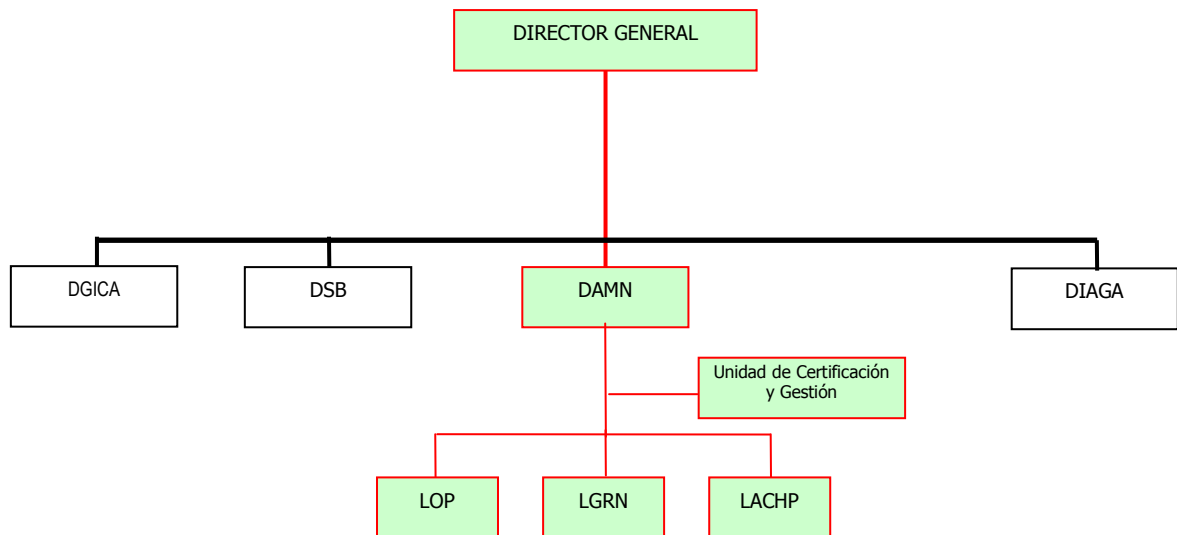 DIRECTOR GENERAL
DGICA
DSB
DAMN
DIAGA
Unidad de Certificación
y Gestión
LOP
LGRN
LACHP